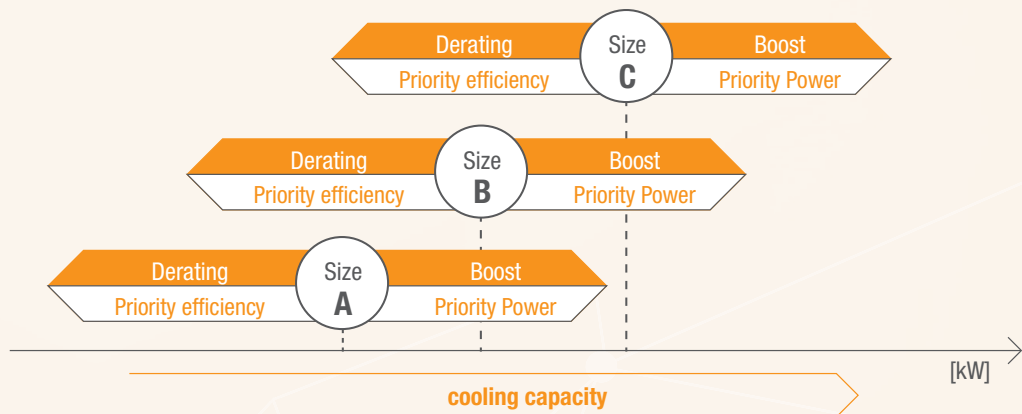 Derating
Size
C
Boost
Priority efficiency
Priority Power
Derating
Size
B
Boost
Priority efficiency
Priority Power
Derating
Size
A
Boost
Priority efficiency
Priority Power
[kW]
cooling capacity